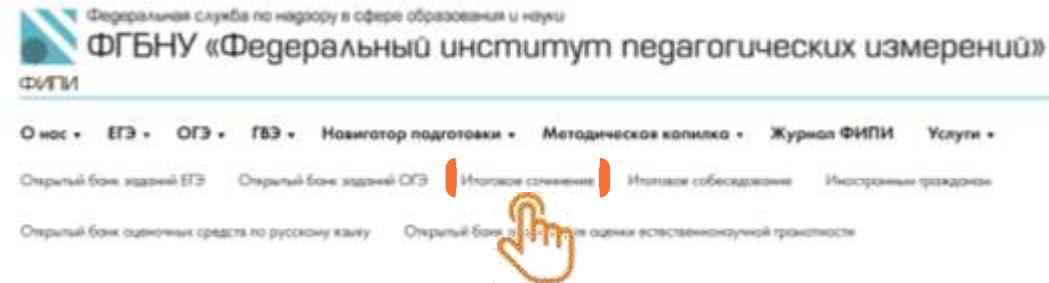 Федеральная служба по надзору в сфере образования и науки
ФГБНУ «Федеральный институт педагогических измерений»
ФИПИ
О нас ЕГЭ ОГЭ ГВЭ Навигатор подготовки Методическая копилка Журнал ФИПИ Услуги
Открытый банк заданий ЕГЭ Открытый банк заданий ОГЭ Итоговое сочинение Итоговое собеседование Иностранным гражданам
Открытый банк оценочных средств по русскому языку Открытый банк оценки естественнонаучной грамотности